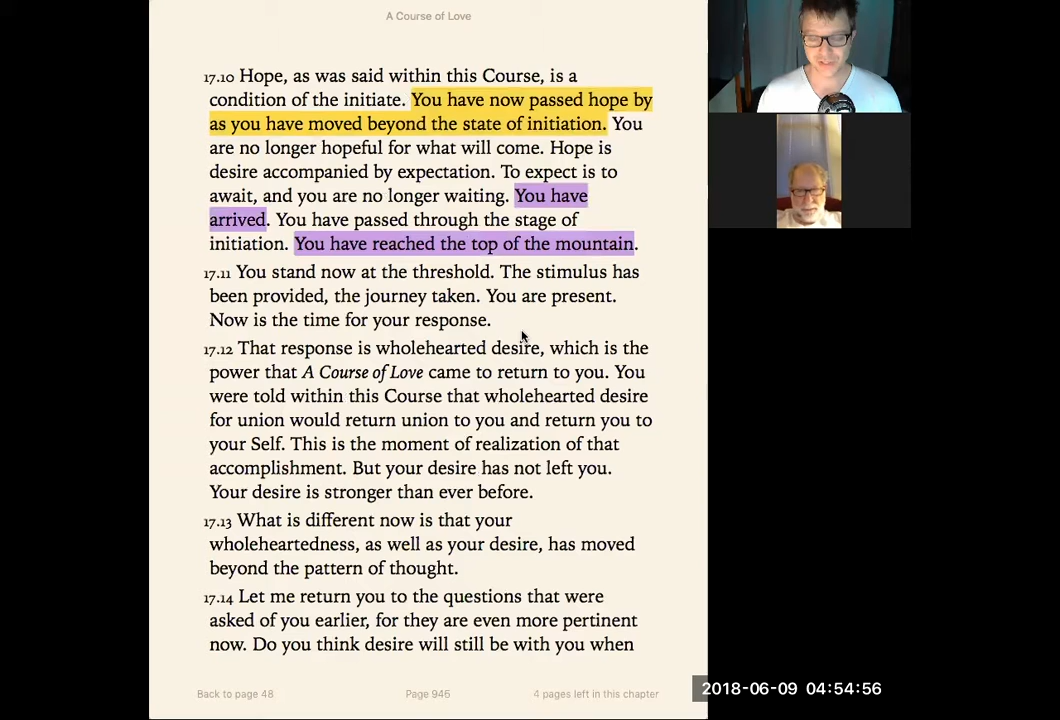 A Course of Love
17.10 Hope, as was said within this Course, is a
condition of the initiate. You have now passed hope by
as you have moved beyond the state of initiation. You
are no longer hopeful for what will come. Hope is
desire accompanied by expectation. To expect is to
await, and you are no longer waiting. You have
arrived. You have passed through the stage of
initiation. You have reached the top of the mountain.
17.11 You stand now at the threshold. The stimulus has
been provided, the journey taken. You are present.
Now is the time for your response.
17.12 That response is wholehearted desire, which is the
power that A Course of Love came to return to you. You
were told within this Course that wholehearted desire
for union would return union to you and return you to
your Self. This is the moment of realization of that
accomplishment. But your desire has not left you.
Your desire is stronger than ever before.
17.13 What is different now is that your
wholeheartedness, as well as your desire, has moved
beyond the pattern of thought.
17.14 Let me return you to the questions that were
asked of you earlier, for they are even more pertinent
now. Do you think desire will still be with you when
Back to page 48 Page 945 4 pages left in this chapter
2018-06-09 04:54:56